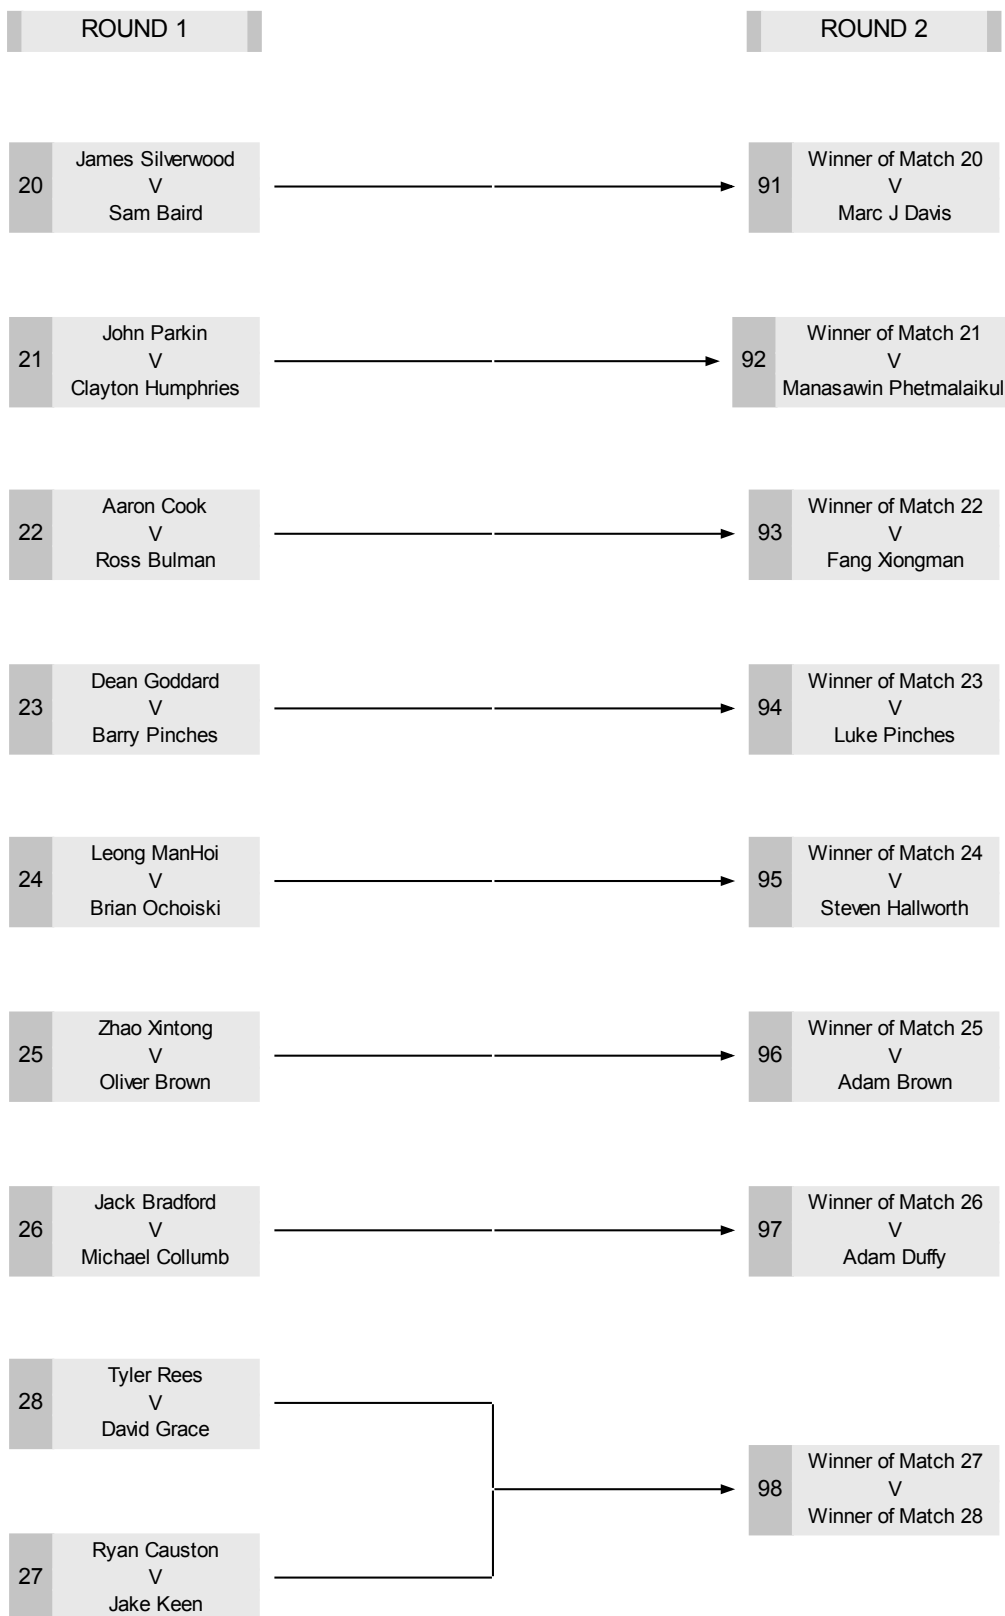 ROUND 1
ROUND 2
20
James Silverwood
V
Sam Baird
91
Winner of Match 20
V
Marc J Davis
21
John Parkin
V
Clayton Humphries
92
Winner of Match 21
V
Manasawin Phetmalaikul
22
Aaron Cook
V
Ross Bulman
93
Winner of Match 22
V
Fang Xiongman
23
Dean Goddard
V
Barry Pinches
94
Winner of Match 23
V
Luke Pinches
24
Leong ManHoi
V
Brian Ochoiski
95
Winner of Match 24
V
Steven Hallworth
25
Zhao Xintong
V
Oliver Brown
96
Winner of Match 25
V
Adam Brown
26
Jack Bradford
V
Michael Collumb
97
Winner of Match 26
V
Adam Duffy
28
Tyler Rees
V
David Grace
98
Winner of Match 27
V
Winner of Match 28
27
Ryan Causton
V
Jake Keen